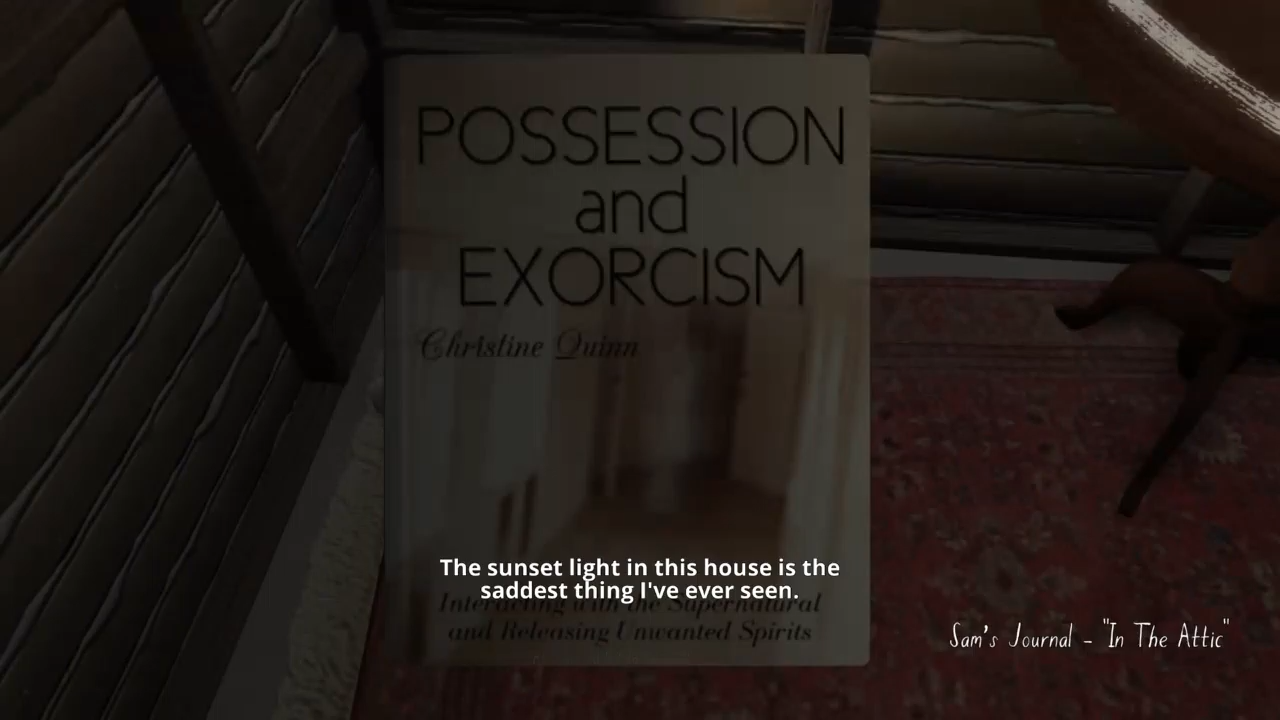 POSSESSION
and
EXORCISM
Christine Quinn
The sunset light in this house is the
saddest thing I've ever seen.
Interacting with the Supernatural
and Releasing Unwanted Spirits
Sam's Journal - "In The Attic"